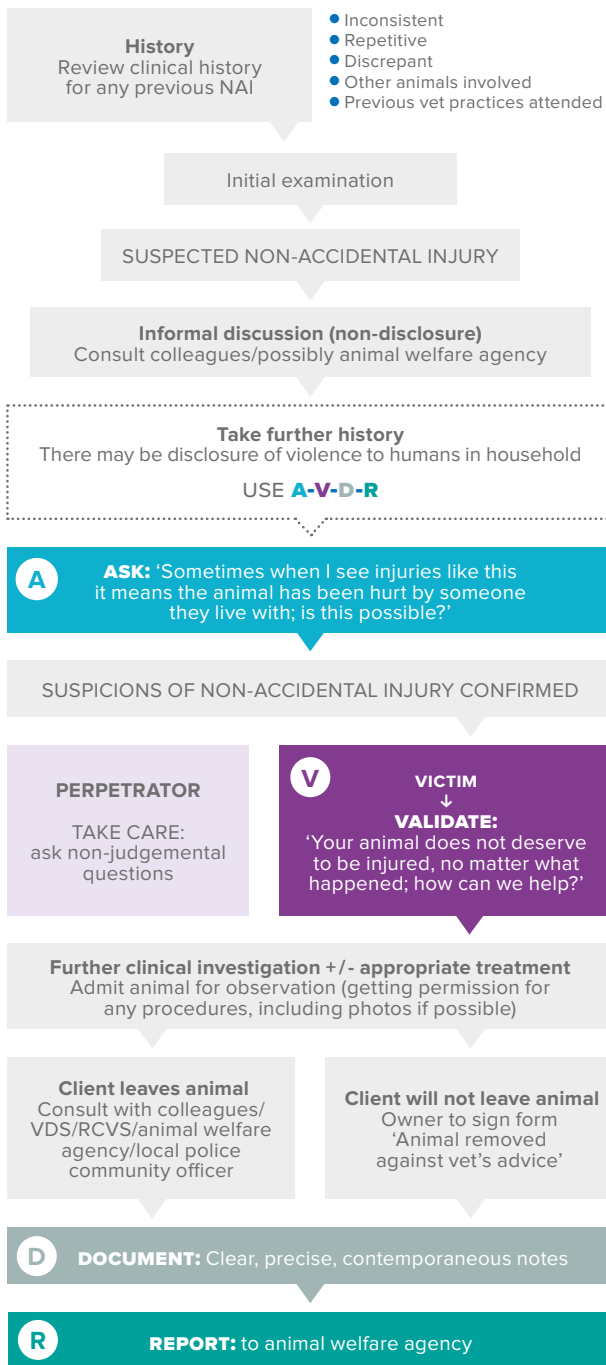 History
Review clinical history
for any previous NAI
• Inconsistent
• Repetitive
• Discrepant
• Other animals involved
• Previous vet practices attended
Initial examination
SUSPECTED NON-ACCIDENTAL INJURY
Informal discussion (non-disclosure)
Consult colleagues/possibly animal welfare agency
Take further history
There may be disclosure of violence to humans in household
USE A-V-D-R
A
ASK: ‘Sometimes when I see injuries like this
it means the animal has been hurt by someone
they live with; is this possible?’
SUSPICIONS OF NON-ACCIDENTAL INJURY CONFIRMED
PERPETRATOR
TAKE CARE:
ask non-judgemental
questions
V
VICTIM
↓
VALIDATE:
‘Your animal does not deserve
to be injured, no matter what
happened; how can we help?’
Further clinical investigation +/- appropriate treatment
Admit animal for observation (getting permission for
any procedures, including photos if possible)
Client leaves animal
Consult with colleagues/
VDS/RCVS/animal welfare
agency/local police
community officer
Client will not leave animal
Owner to sign form
‘Animal removed
against vet’s advice’
D
DOCUMENT: Clear, precise, contemporaneous notes
R
REPORT: to animal welfare agency